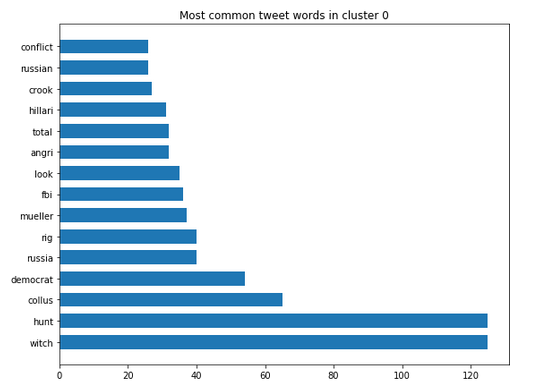 Most common tweet words in cluster 0
conflict
russian
crook
hillari
total
angri
look
fbi
mueller
rig
russia
democrat
collus
hunt
witch
0 20 40 60 80 100 120